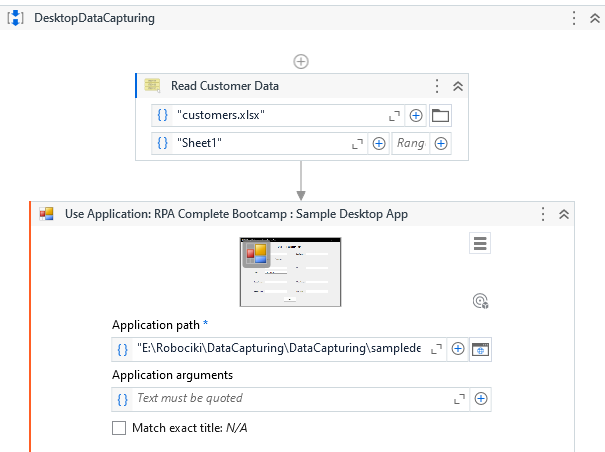 DesktopDataCapturing
Read Customer Data
{ } "customers.xlsx"
{ } "Sheet1" Rang
Use Application: RPA Complete Bootcamp : Sample Desktop App
Application path *
{ } "E:\Robociki\DataCapturing\DataCapturing\samplede
Application arguments
{ } Text must be quoted
Match exact title: N/A